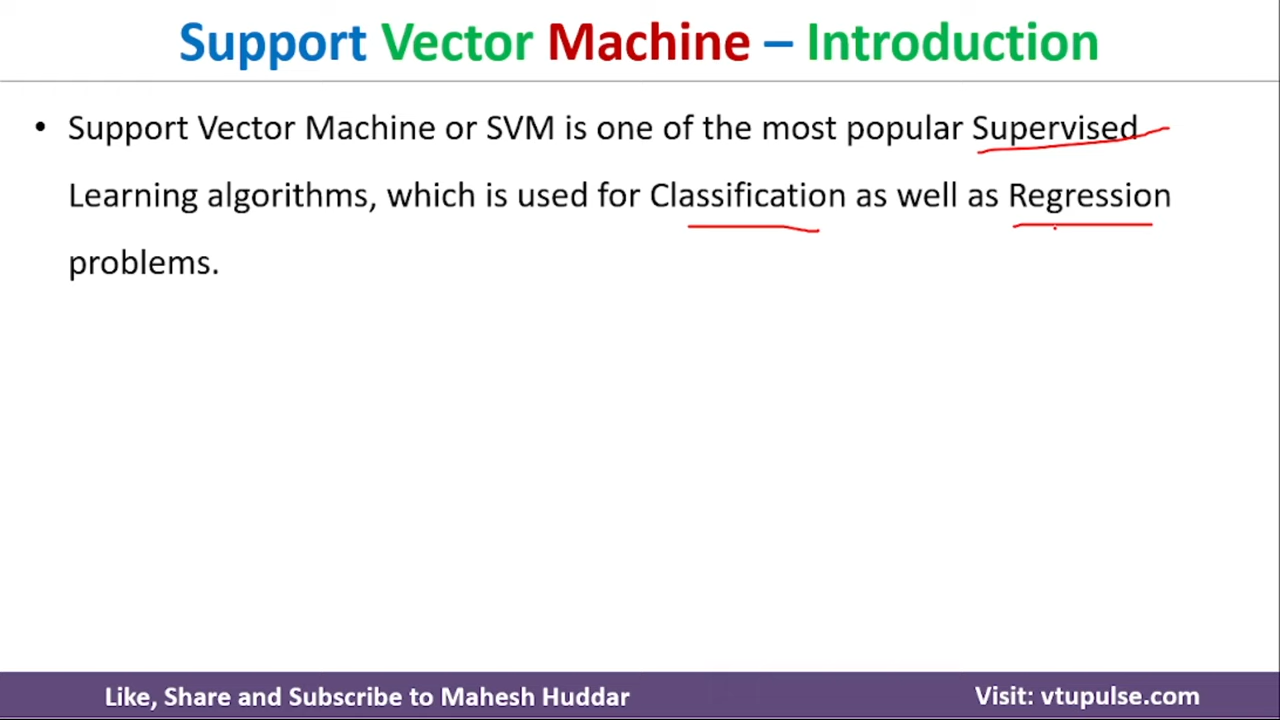 Support Vector Machine – Introduction
• Support Vector Machine or SVM is one of the most popular Supervised
Learning algorithms, which is used for Classification as well as Regression
problems.
Like, Share and Subscribe to Mahesh Huddar
Visit: vtupulse.com